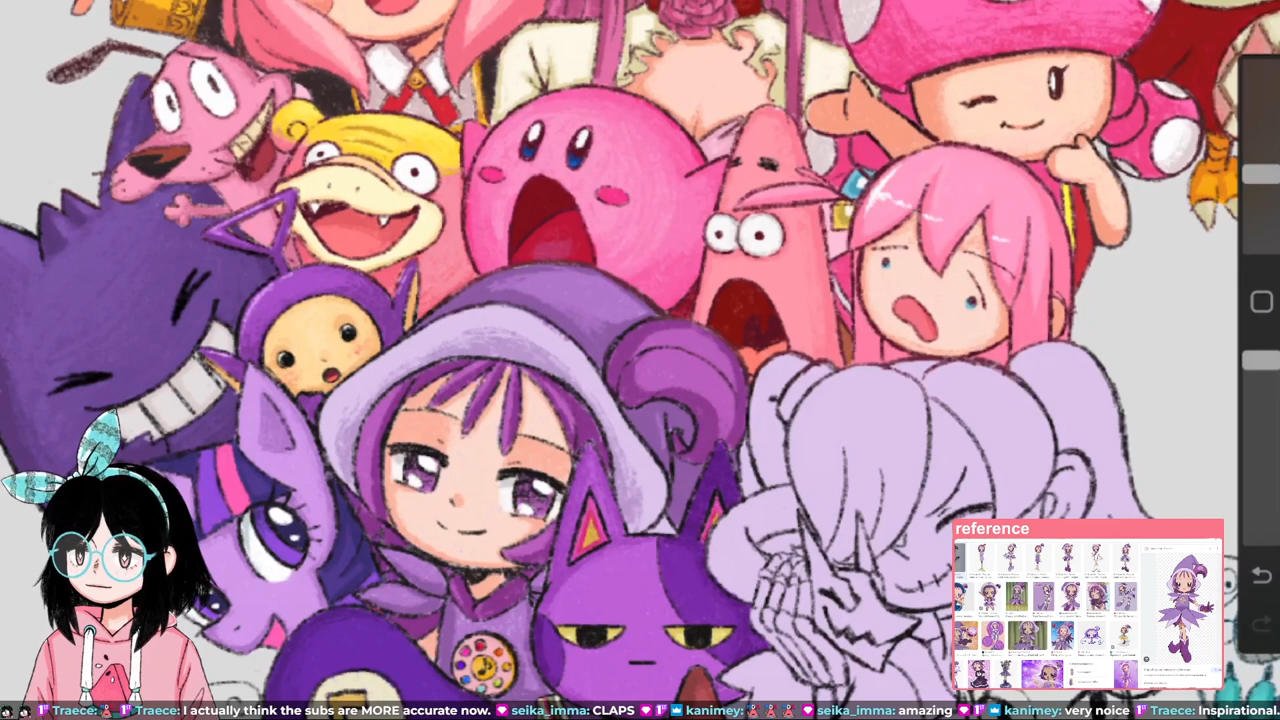 reference
Traece: Traece: I actually think the subs are MORE accurate now. seika_imma: CLAPS kanimey: seika_imma: amazing kanimey: very noice Traece: Inspirational.